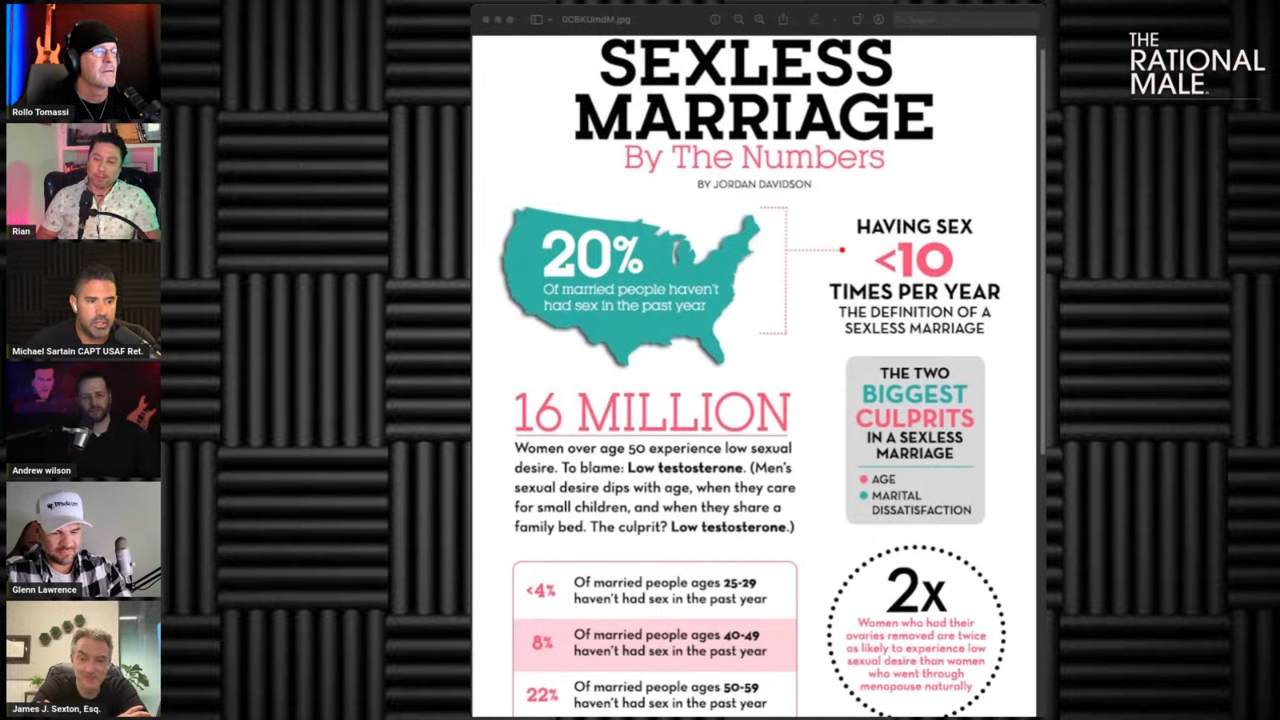 Rollo Tomassi
Rian
Michael Sartain CAPT USAF Ret.
Andrew wilson
Glenn Lawrence
James J. Sexton, Esq.
0CBKUmdM.jpg
SEXLESS
MARRIAGE
By The Numbers
BY JORDAN DAVIDSON
20%
Of married people haven't
had sex in the past year
HAVING SEX
<10
TIMES PER YEAR
THE DEFINITION OF A
SEXLESS MARRIAGE
THE TWO
BIGGEST
CULPRITS
IN A SEXLESS
MARRIAGE
AGE
MARITAL
DISSATISFACTION
16 MILLION
Women over age 50 experience low sexual
desire. To blame: Low testosterone. (Men's
sexual desire dips with age, when they care
for small children, and when they share a
family bed. The culprit? Low testosterone.)
<4%
Of married people ages 25-29
haven't had sex in the past year
8%
Of married people ages 40-49
haven't had sex in the past year
22%
Of married people ages 50-59
haven't had sex in the past year
2x
Women who had their
ovaries removed are twice
as likely to experience low
sexual desire than women
who went through
menopause naturally
THE
RATIONAL
MALE